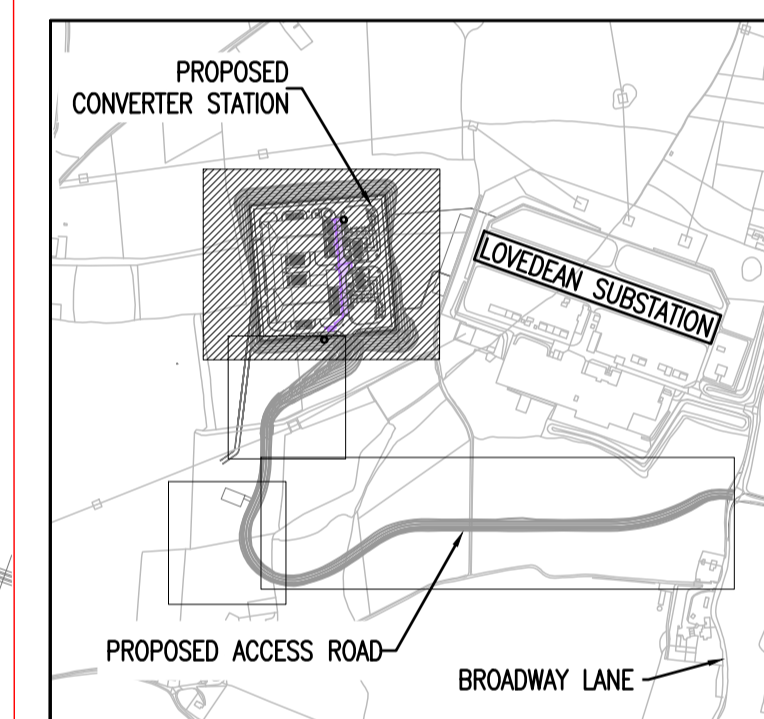 PROPOSED
CONVERTER STATION
LOVEDEAN SUBSTATION
PROPOSED ACCESS ROAD
BROADWAY LANE